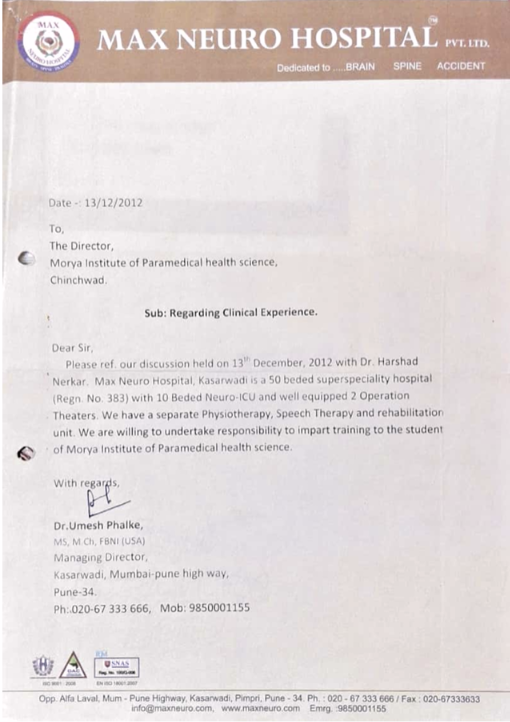 MAX
NEURO HOSPITAL
MAX NEURO HOSPITAL PVT. LTD.
Dedicated to .....BRAIN SPINE ACCIDENT
Date -: 13/12/2012
To,
The Director,
Morya Institute of Paramedical health science,
Chinchwad.
Sub: Regarding Clinical Experience.
Dear Sir,
Please ref. our discussion held on 13th December, 2012 with Dr. Harshad
Nerkar. Max Neuro Hospital, Kasarwadi is a 50 beded superspeciality hospital
(Regn. No. 383) with 10 Beded Neuro-ICU and well equipped 2 Operation
Theaters. We have a separate Physiotherapy, Speech Therapy and rehabilitation
unit. We are willing to undertake responsibility to impart training to the student
of Morya Institute of Paramedical health science.
With regards,
Dr.Umesh Phalke,
MS, M.Ch, FBNI (USA)
Managing Director,
Kasarwadi, Mumbai-pune high way,
Pune-34.
Ph:.020-67 333 666, Mob: 9850001155
SNAS
Opp. Alfa Laval, Mum - Pune Highway, Kasarwadi, Pimpri, Pune - 34. Ph. : 020 - 67 333 666 / Fax : 020-67333633
info@maxneuro.com, www.maxneuro.com Emrg. :9850001155